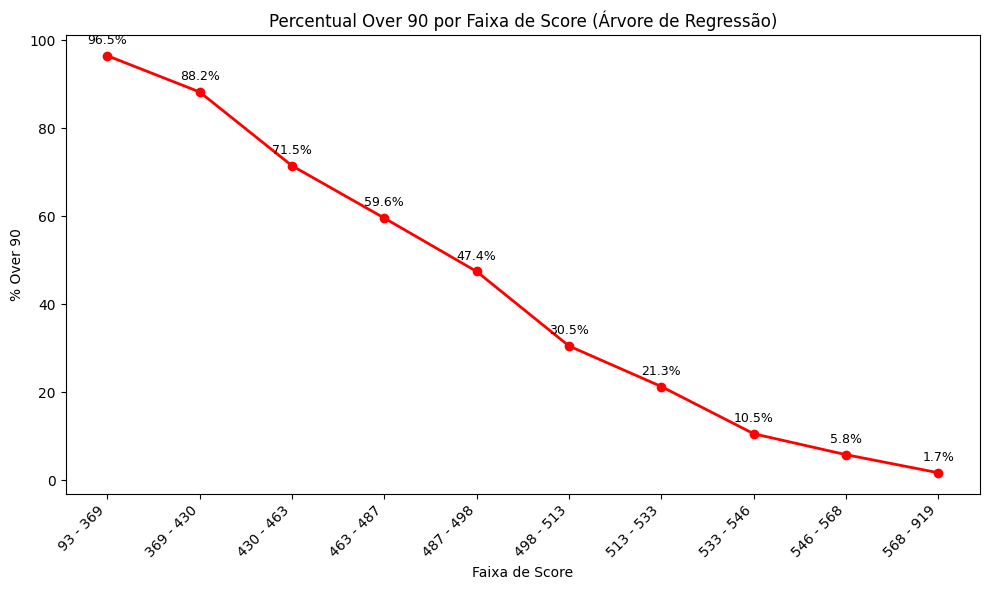 Percentual Over 90 por Faixa de Score (Árvore de Regressão)
100
80
60
40
20
0
% Over 90
96.5%
88.2%
71.5%
59.6%
47.4%
30.5%
21.3%
10.5%
5.8%
1.7%
93 - 369
369 - 430
430 - 463
463 - 487
487 - 498
498 - 513
513 - 533
533 - 546
546 - 568
568 - 919
Faixa de Score